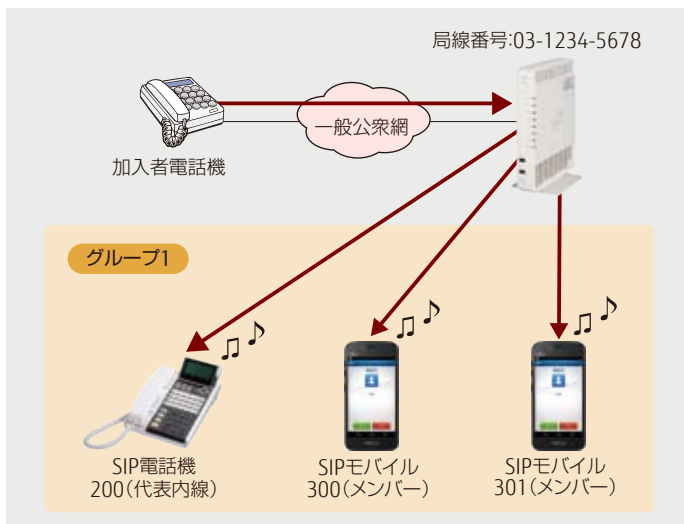 局線番号:03-1234-5678
一般公衆網
加入者電話機
グループ1
SIP電話機
200(代表内線)
SIPモバイル
300(メンバー)
SIPモバイル
301(メンバー)